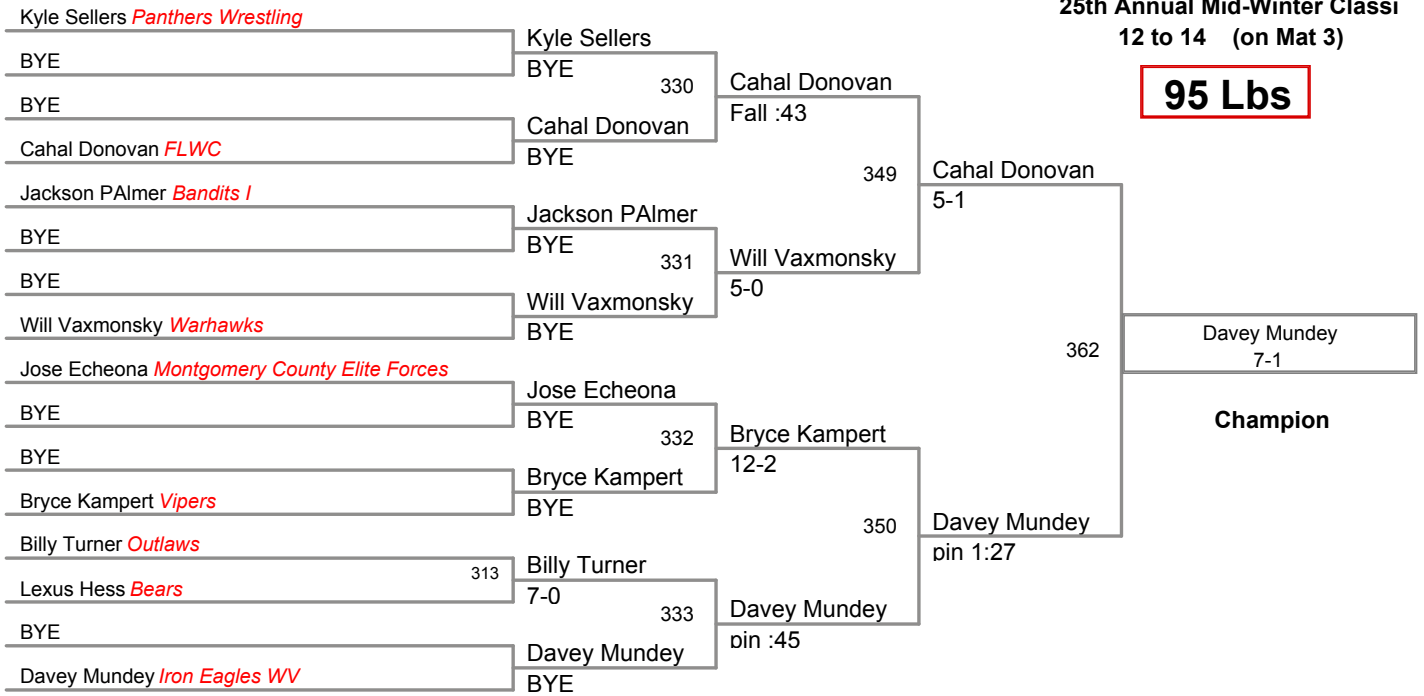 25th Annual Mid-Winter Classi
12 to 14 (on Mat 3)
95 Lbs
Kyle Sellers Panthers Wrestling
BYE
BYE
Cahal Donovan FLWC
Jackson PAlmer Bandits I
BYE
BYE
Will Vaxmonsky Warhawks
Jose Echeona Montgomery County Elite Forces
BYE
BYE
Bryce Kampert Vipers
Billy Turner Outlaws
313
Lexus Hess Bears
BYE
Davey Mundey Iron Eagles WV
Kyle Sellers
BYE
330
Cahal Donovan
BYE
Jackson PAlmer
BYE
331
Will Vaxmonsky
BYE
Jose Echeona
BYE
332
Bryce Kampert
BYE
Billy Turner
7-0
333
Davey Mundey
BYE
Cahal Donovan
Fall :43
349
Will Vaxmonsky
5-0
Bryce Kampert
12-2
350
Davey Mundey
pin :45
Cahal Donovan
5-1
362
Davey Mundey
pin 1:27
Davey Mundey
7-1
Champion